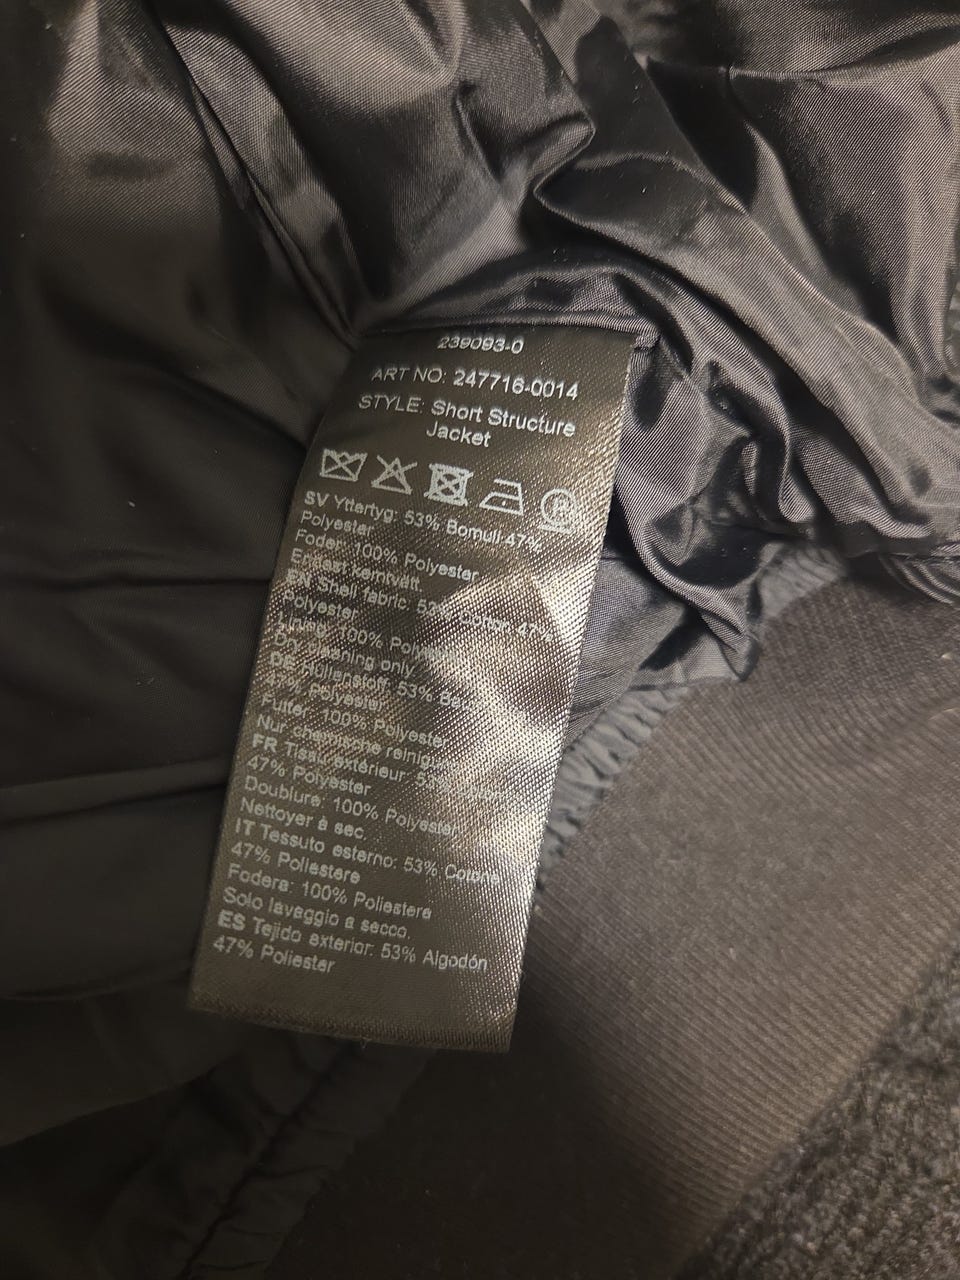 239093-0
ART NO: 247716-0014
STYLE: Short Structure
Jacket
SV Yttertyg: 53% Bomull 47%
Polyester
Foder: 100% Polyester
Endast kemtvätt
EN Shell fabric: 53% Cotton 47%
Polyester
Lining: 100% Polyester
Dry cleaning only
DE Hüllenstoff: 53%
47% Polyester
Futter: 100% Polyester
Nur chemische
FR Tissu extérieur: 53%
47% Polyester
Doublure: 100% Polyester
Nettoyer à sec.
IT Tessuto esterno: 53% Cotone
47% Poliestere
Fodera: 100% Poliestere
Solo lavaggio a secco.
ES Tejido exterior: 53% Algodón
47% Poliester